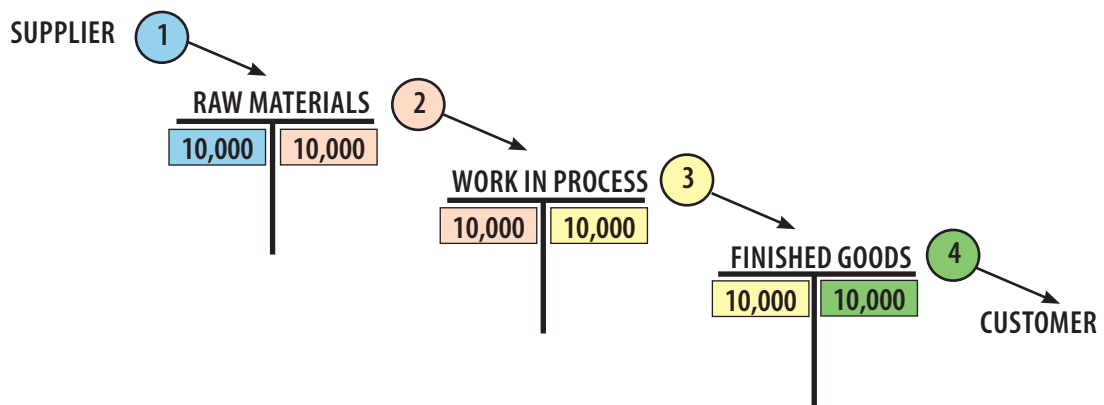 SUPPLIER 1
RAW MATERIALS 2
10,000 10,000
WORK IN PROCESS 3
10,000 10,000
FINISHED GOODS 4
10,000 10,000
CUSTOMER